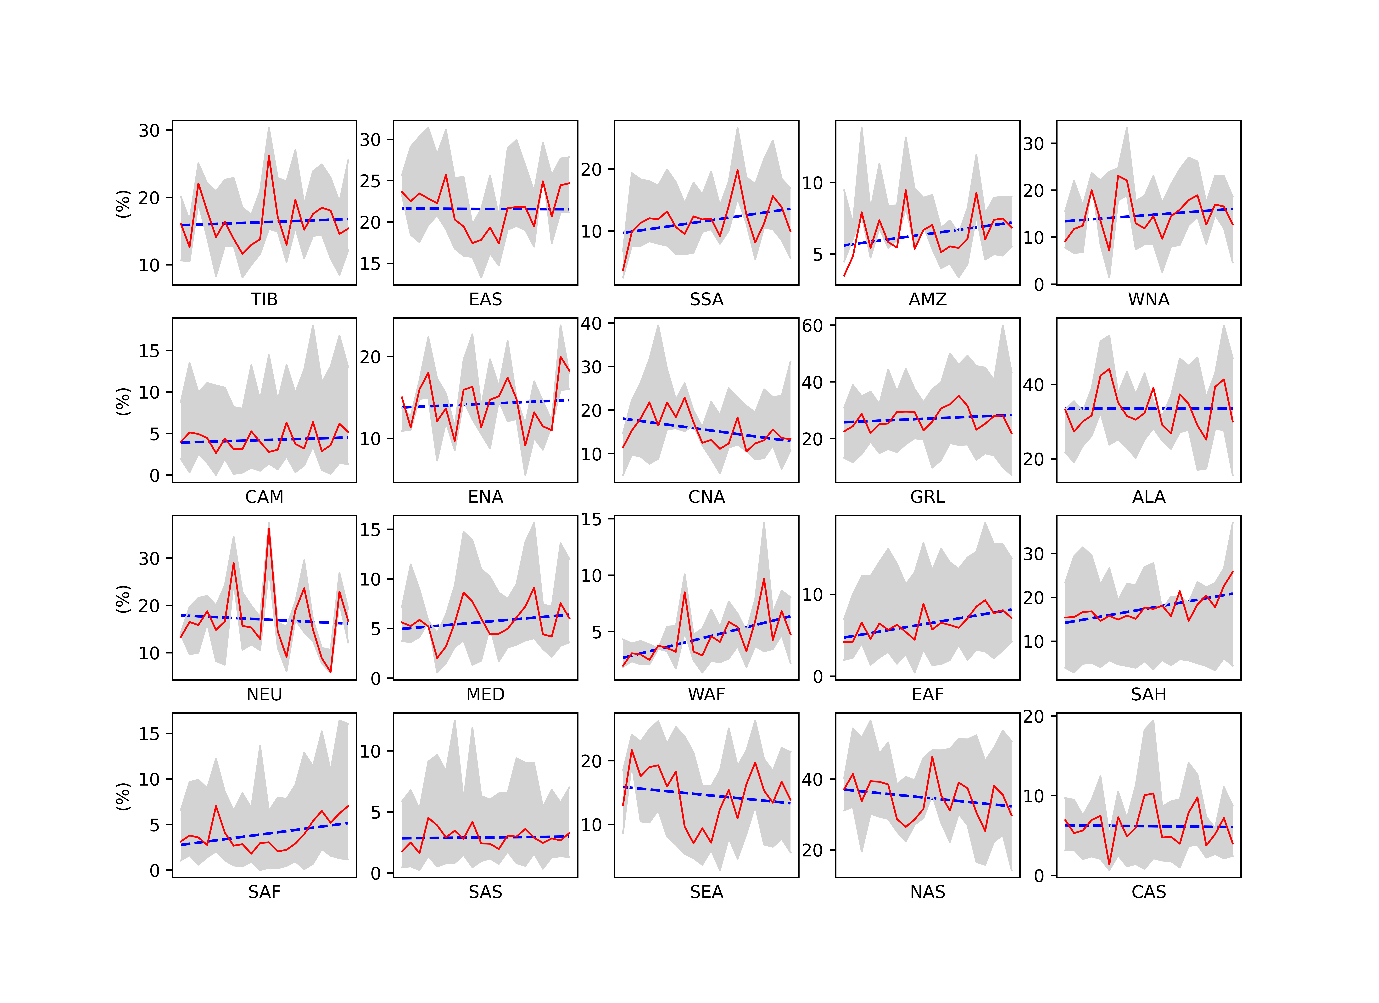 30 30 20 10 30
(%) 20 25 20
20 10 10
10 15 5 0
TIB EAS SSA AMZ WNA
15 20 40 60 40
(%) 10 30 40
5 10 20 20 20
0 10
CAM ENA CNA GRL ALA
30 15 15 10 30
(%) 20 10 10 20
10 5 5 10
0 0
NEU MED WAF EAF SAH
15 10 20 40 20
(%) 10 5 10 20 10
5
0 0 0
SAF SAS SEA NAS CAS